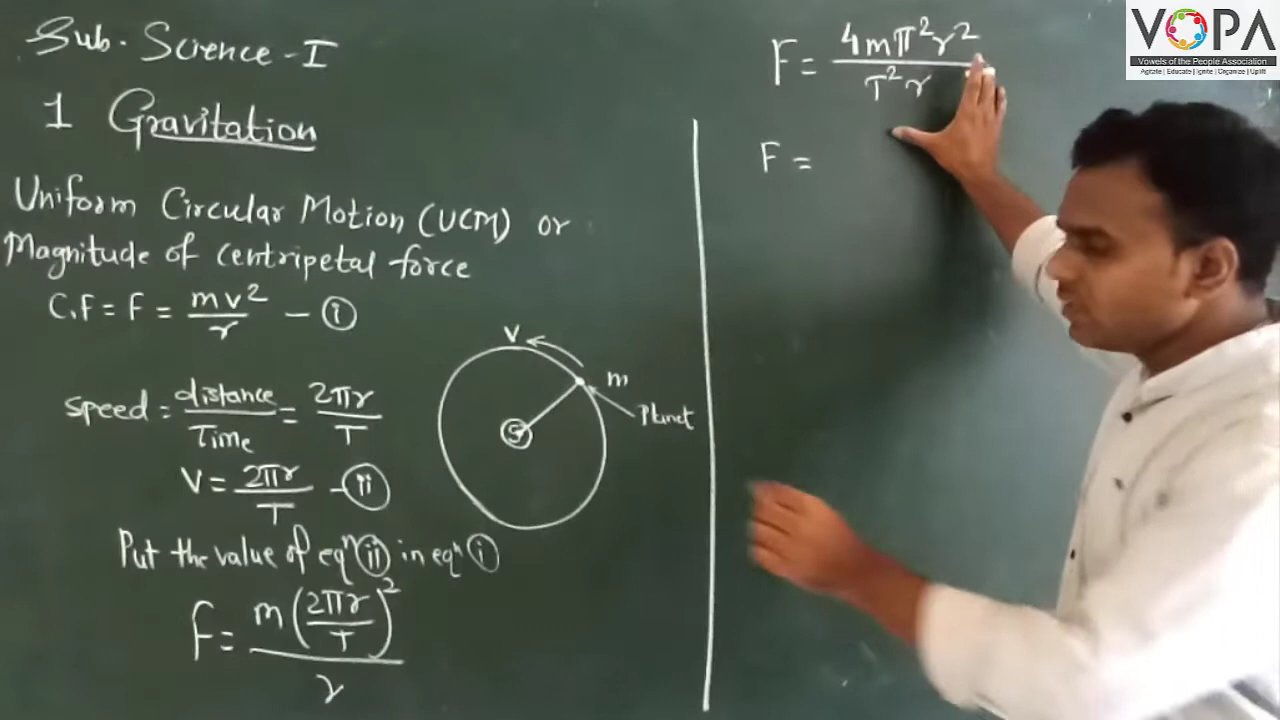 Sub. Science - I
1 Gravitation
Uniform Circular Motion (UCM) or
Magnitude of centripetal force
C.F = F = mv²/r — (i)
speed = distance/Time = 2πr/T
V = 2πr/T — (ii)
Put the value of eqⁿ (ii) in eqⁿ (i)
F = m(2πr/T)²/r
V
m
Planet
S
F = 4mπ²r²/T²r
F =
VOPA
Vowels of the People Association
Agitate | Educate | Ignite | Organize | Uplift